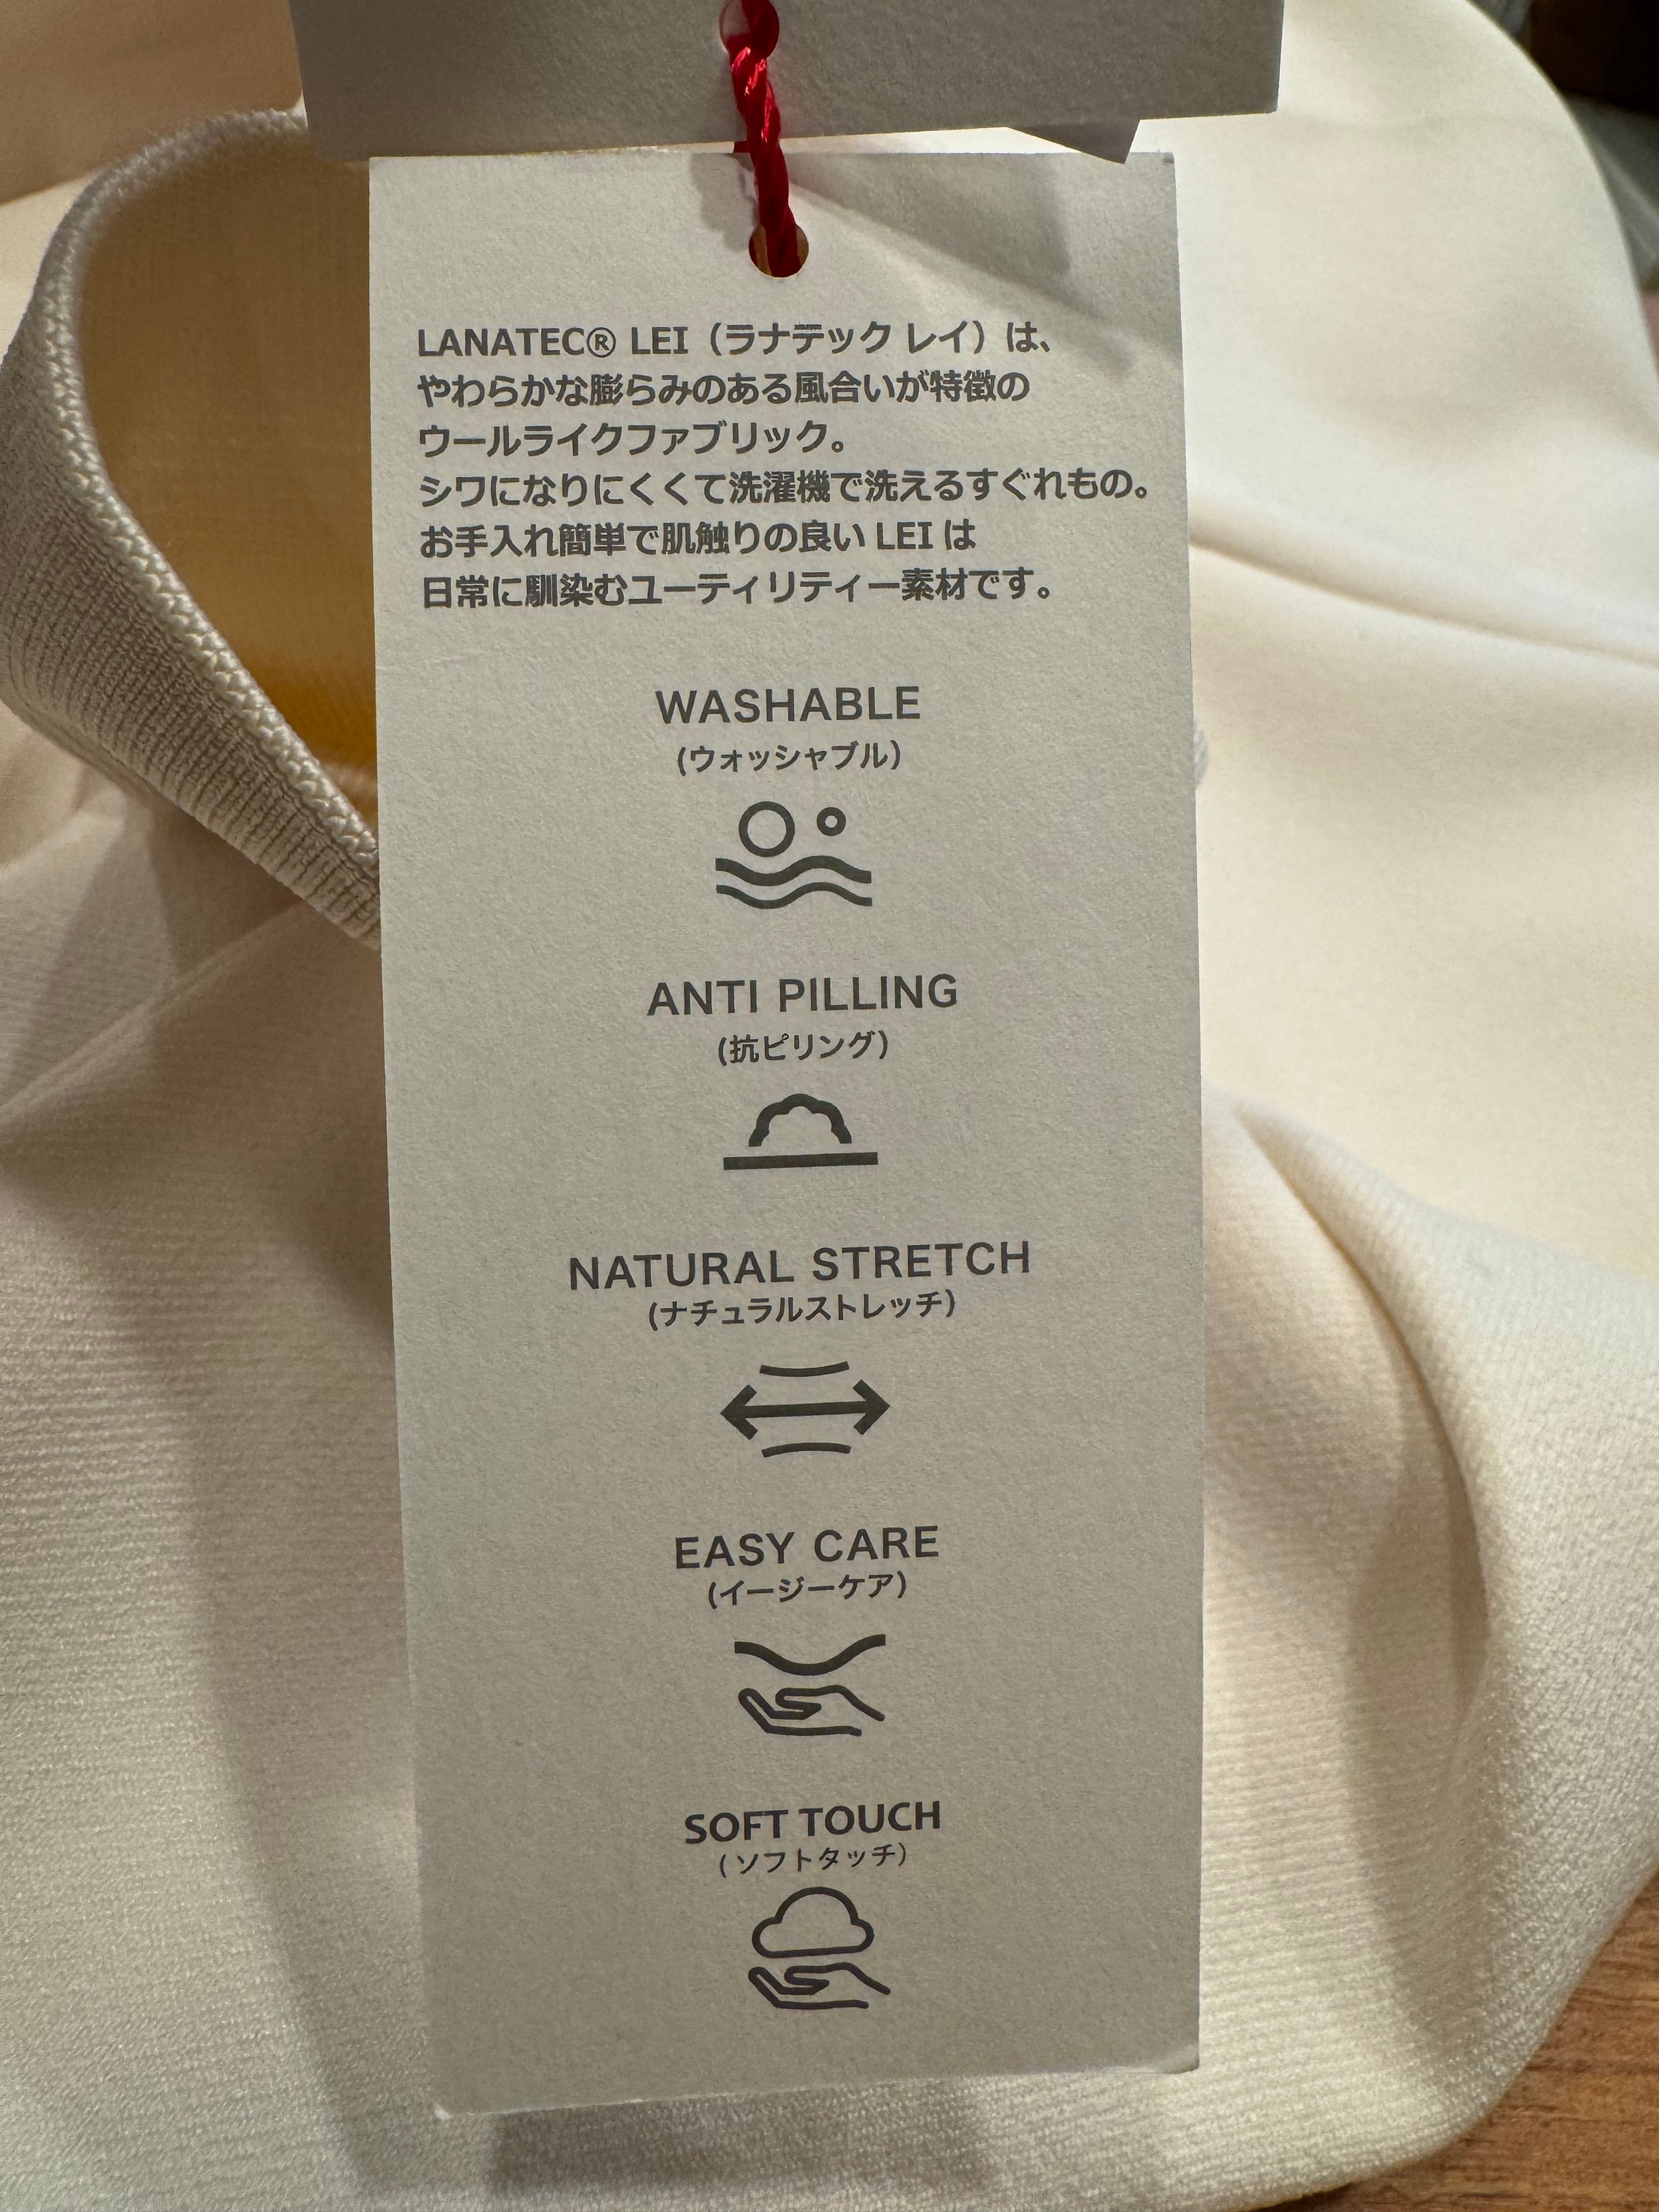 LANATEC® LEI（ラナテック レイ）は、
やわらかな膨らみのある風合いが特徴の
ウールライクファブリック。
シワになりにくくて洗濯機で洗えるすぐれもの。
お手入れ簡単で肌触りの良い LEI は
日常に馴染むユーティリティー素材です。
WASHABLE
(ウォッシャブル)
ANTI PILLING
(抗ピリング)
NATURAL STRETCH
(ナチュラルストレッチ)
EASY CARE
(イージーケア)
SOFT TOUCH
(ソフトタッチ)